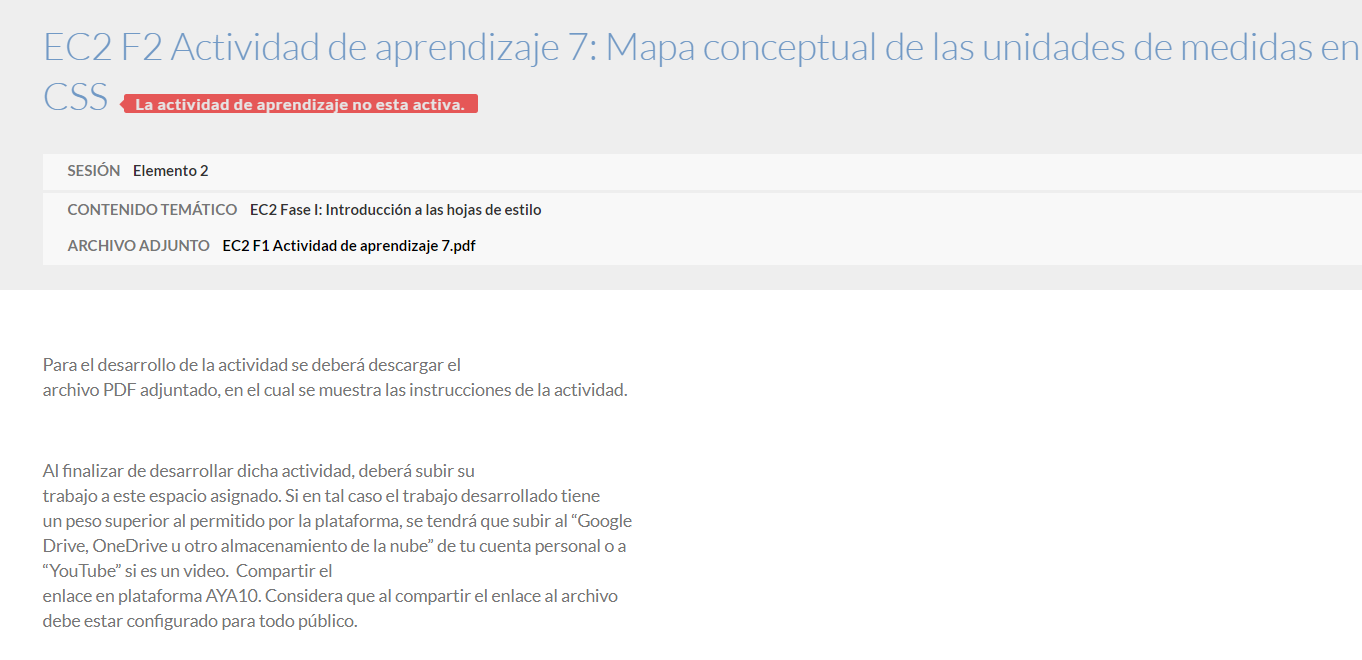 EC2 F2 Actividad de aprendizaje 7: Mapa conceptual de las unidades de medidas en
CSS La actividad de aprendizaje no esta activa.
SESIÓN Elemento 2
CONTENIDO TEMÁTICO EC2 Fase I: Introducción a las hojas de estilo
ARCHIVO ADJUNTO EC2 F1 Actividad de aprendizaje 7.pdf
Para el desarrollo de la actividad se deberá descargar el
archivo PDF adjuntado, en el cual se muestra las instrucciones de la actividad.
Al finalizar de desarrollar dicha actividad, deberá subir su
trabajo a este espacio asignado. Si en tal caso el trabajo desarrollado tiene
un peso superior al permitido por la plataforma, se tendrá que subir al “Google
Drive, OneDrive u otro almacenamiento de la nube” de tu cuenta personal o a
“YouTube” si es un video.  Compartir el
enlace en plataforma AYA10. Considera que al compartir el enlace al archivo
debe estar configurado para todo público.